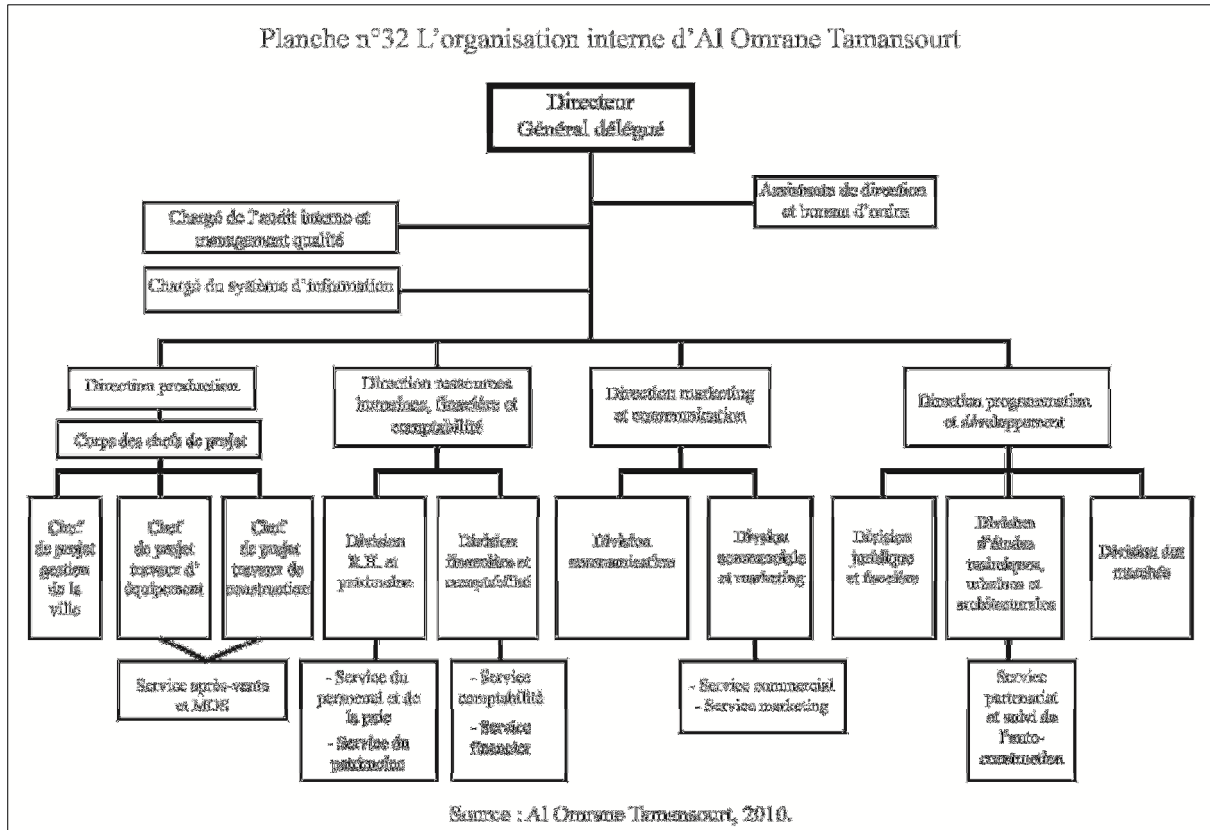 Planche n°32 L'organisation interne d'Al Omrane Tamansourt
Directeur
Général délégué
Assistante de direction
et bureau d'ordre
Chargé de l'audit interne et
management qualité
Chargé du système d'information
Direction production
Corps des chefs de projet
Direction ressources
humaines, financière et
comptabilité
Direction marketing
et communication
Direction programmation
et développement
Chef
de projet
gestion
de la
ville
Chef
de projet
travaux d'
équipement
Chef
de projet
travaux de
construction
Division
R.H. et
patrimoine
Division
financière et
comptabilité
Division
communication
Division
commerciale
et marketing
Division
juridique
et foncière
Division
d'études
techniques,
urbaines et
architecturales
Division des
marchés
Service après-vente
et MOE
- Service du
personnel et de
la paie
- Service du
patrimoine
- Service
comptabilité
- Service
financier
- Service commercial
- Service marketing
Service
partenariat
et suivi de
l'auto-
construction
Source : Al Omrane Tamansourt, 2010.